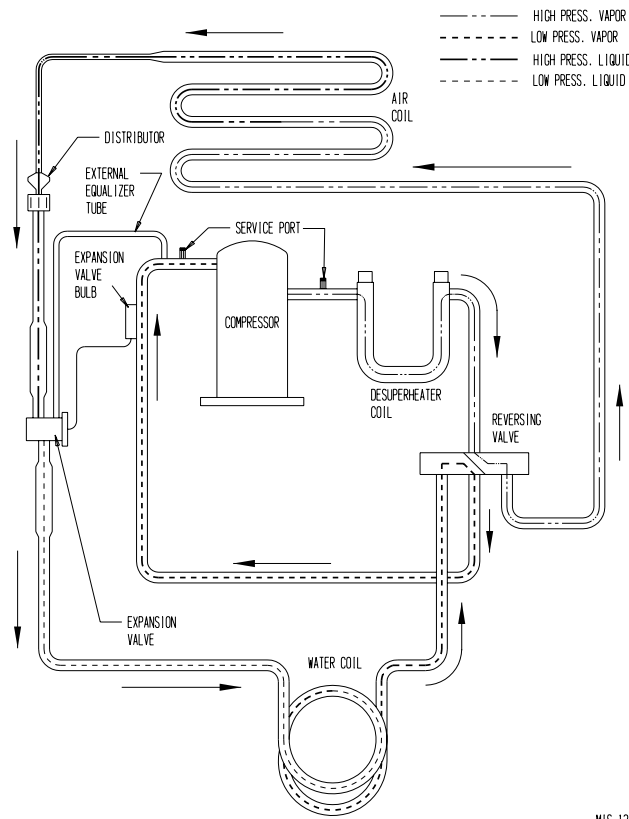 HIGH PRESS. VAPOR
LOW PRESS. VAPOR
HIGH PRESS. LIQUID
LOW PRESS. LIQUID
AIR
COIL
DISTRIBUTOR
EXTERNAL
EQUALIZER
TUBE
SERVICE PORT
EXPANSION
VALVE
BULB
COMPRESSOR
DESUPERHEATER
COIL
REVERSING
VALVE
EXPANSION
VALVE
WATER COIL